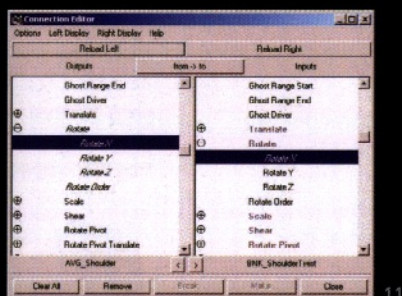 Connection Editor
Options Left Display Right Display Help
Reload Left Reload Right
Outputs from -> to Inputs
Ghost Range End
Ghost Driver
Translate
Rotate
Rotate X
Rotate Y
Rotate Z
Rotate Order
Scale
Shear
Rotate Pivot
Rotate Pivot Translate
AVG_Shoulder
Ghost Range Start
Ghost Range End
Ghost Driver
Translate
Rotate
Rotate X
Rotate Y
Rotate Z
Rotate Order
Scale
Shear
Rotate Pivot
BNK_ShoulderTwist
Clear All Remove Break Make Close
11